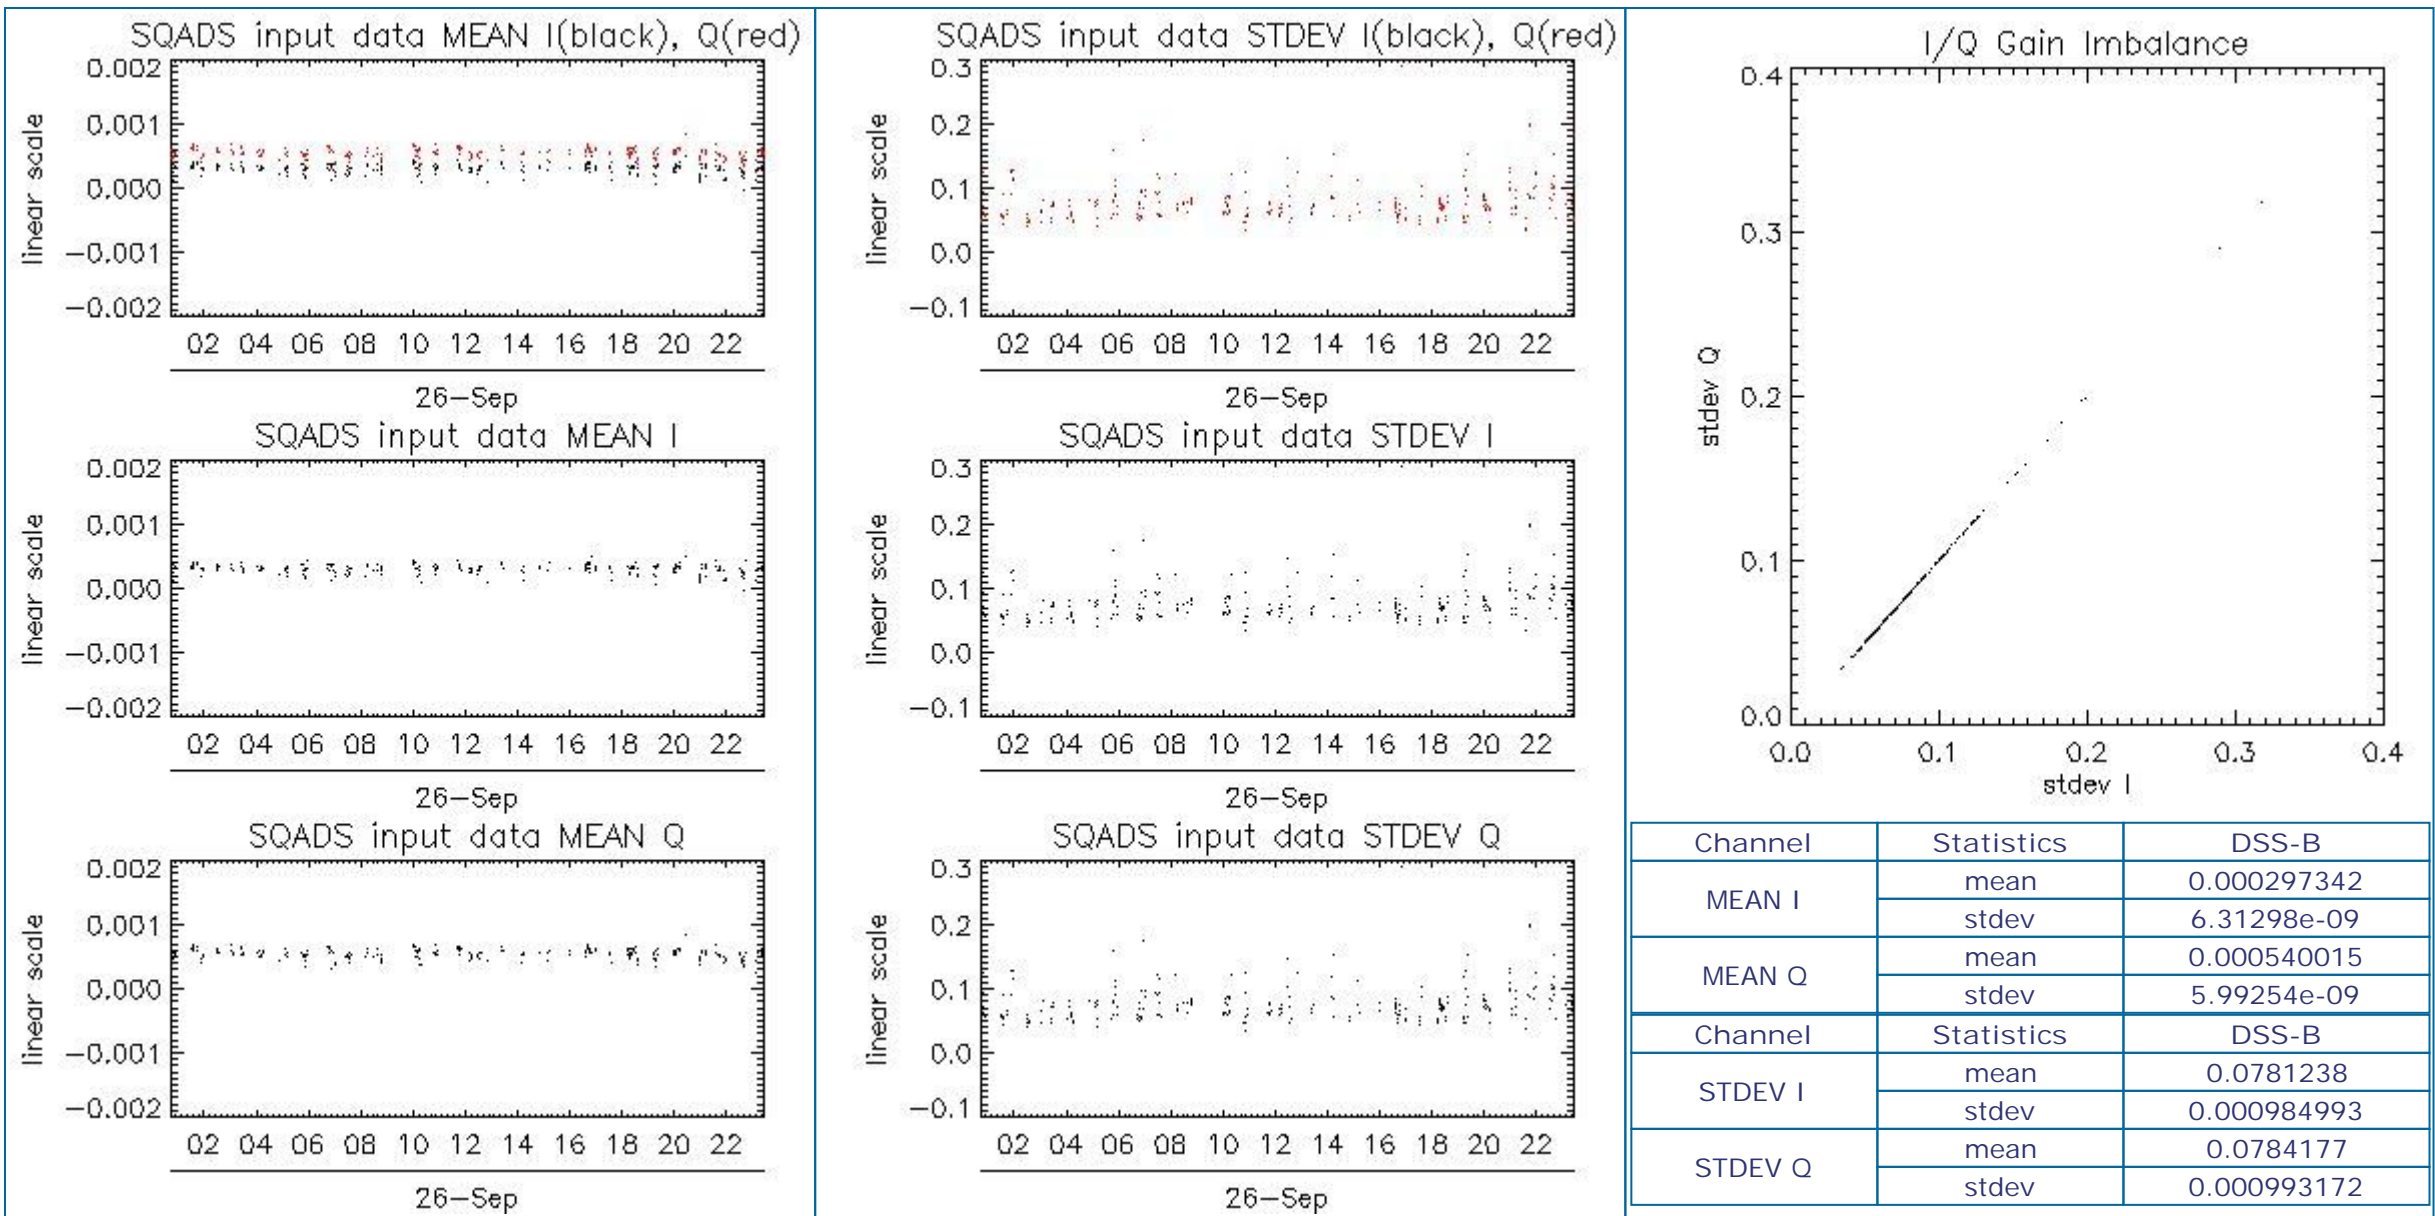 SQADS input data MEAN I(black), Q(red)
0.002
0.001
0.000
−0.001
−0.002
linear scale
02 04 06 08 10 12 14 16 18 20 22
26−Sep
SQADS input data MEAN I
0.002
0.001
0.000
−0.001
−0.002
linear scale
02 04 06 08 10 12 14 16 18 20 22
26−Sep
SQADS input data MEAN Q
0.002
0.001
0.000
−0.001
−0.002
linear scale
02 04 06 08 10 12 14 16 18 20 22
26−Sep
SQADS input data STDEV I(black), Q(red)
0.3
0.2
0.1
0.0
−0.1
linear scale
02 04 06 08 10 12 14 16 18 20 22
26−Sep
SQADS input data STDEV I
0.3
0.2
0.1
0.0
−0.1
linear scale
02 04 06 08 10 12 14 16 18 20 22
26−Sep
SQADS input data STDEV Q
0.3
0.2
0.1
0.0
−0.1
linear scale
02 04 06 08 10 12 14 16 18 20 22
26−Sep
I/Q Gain Imbalance
0.4
0.3
0.2
0.1
0.0
stdev Q
0.0 0.1 0.2 0.3 0.4
stdev I
Channel Statistics DSS-B
MEAN I mean 0.000297342
stdev 6.31298e-09
MEAN Q mean 0.000540015
stdev 5.99254e-09
Channel Statistics DSS-B
STDEV I mean 0.0781238
stdev 0.000984993
STDEV Q mean 0.0784177
stdev 0.000993172